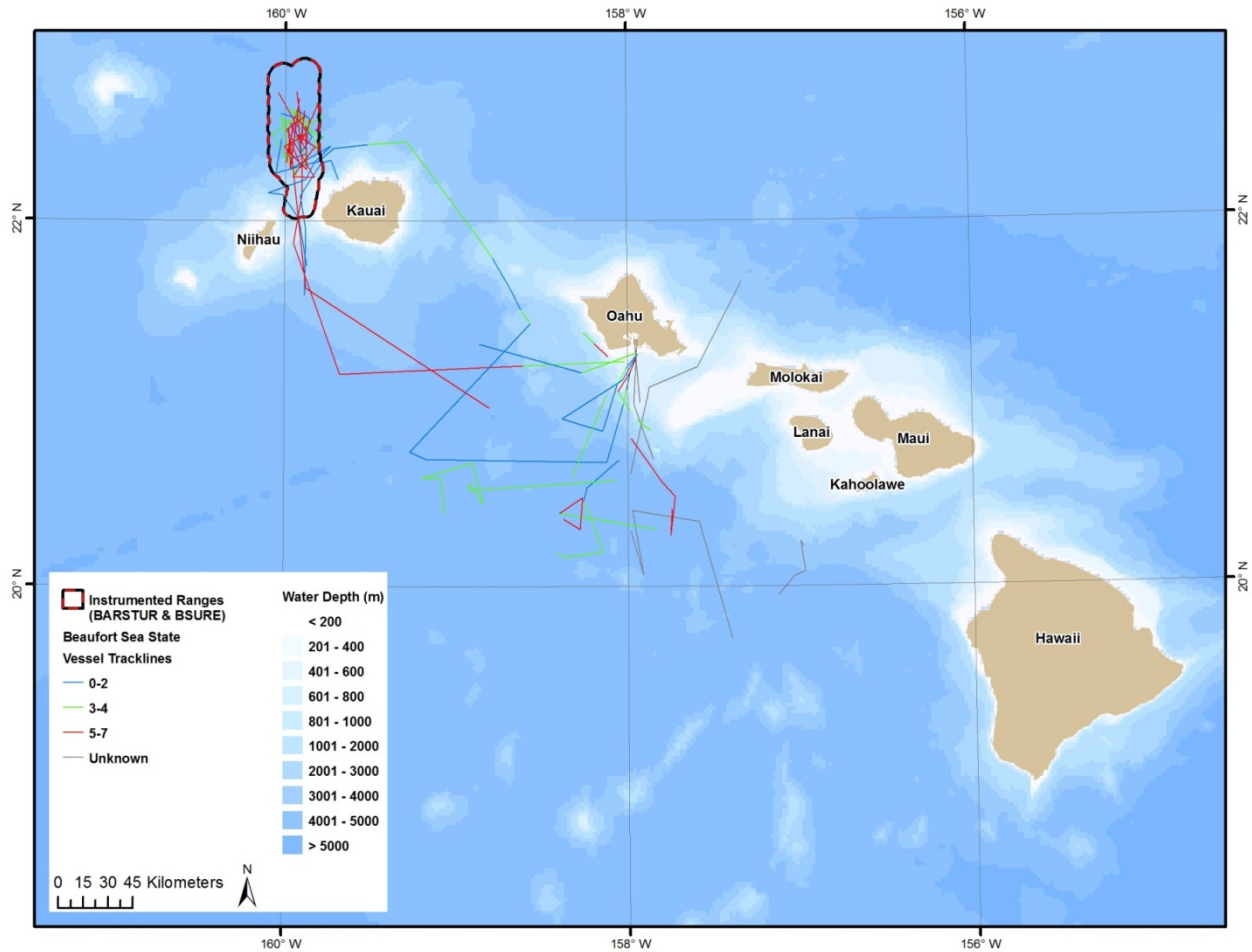 160° W 158° W 156° W
22° N 22° N
Kauai
Niihau
Oahu
Molokai
Lanai
Maui
Kahoolawe
20° N 20° N
Hawaii
Instrumented Ranges
(BARSTUR & BSURE)
Beaufort Sea State
Vessel Tracklines
0-2
3-4
5-7
Unknown
Water Depth (m)
< 200
201 - 400
401 - 600
601 - 800
801 - 1000
1001 - 2000
2001 - 3000
3001 - 4000
4001 - 5000
> 5000
N
0 15 30 45 Kilometers
160° W 158° W 156° W